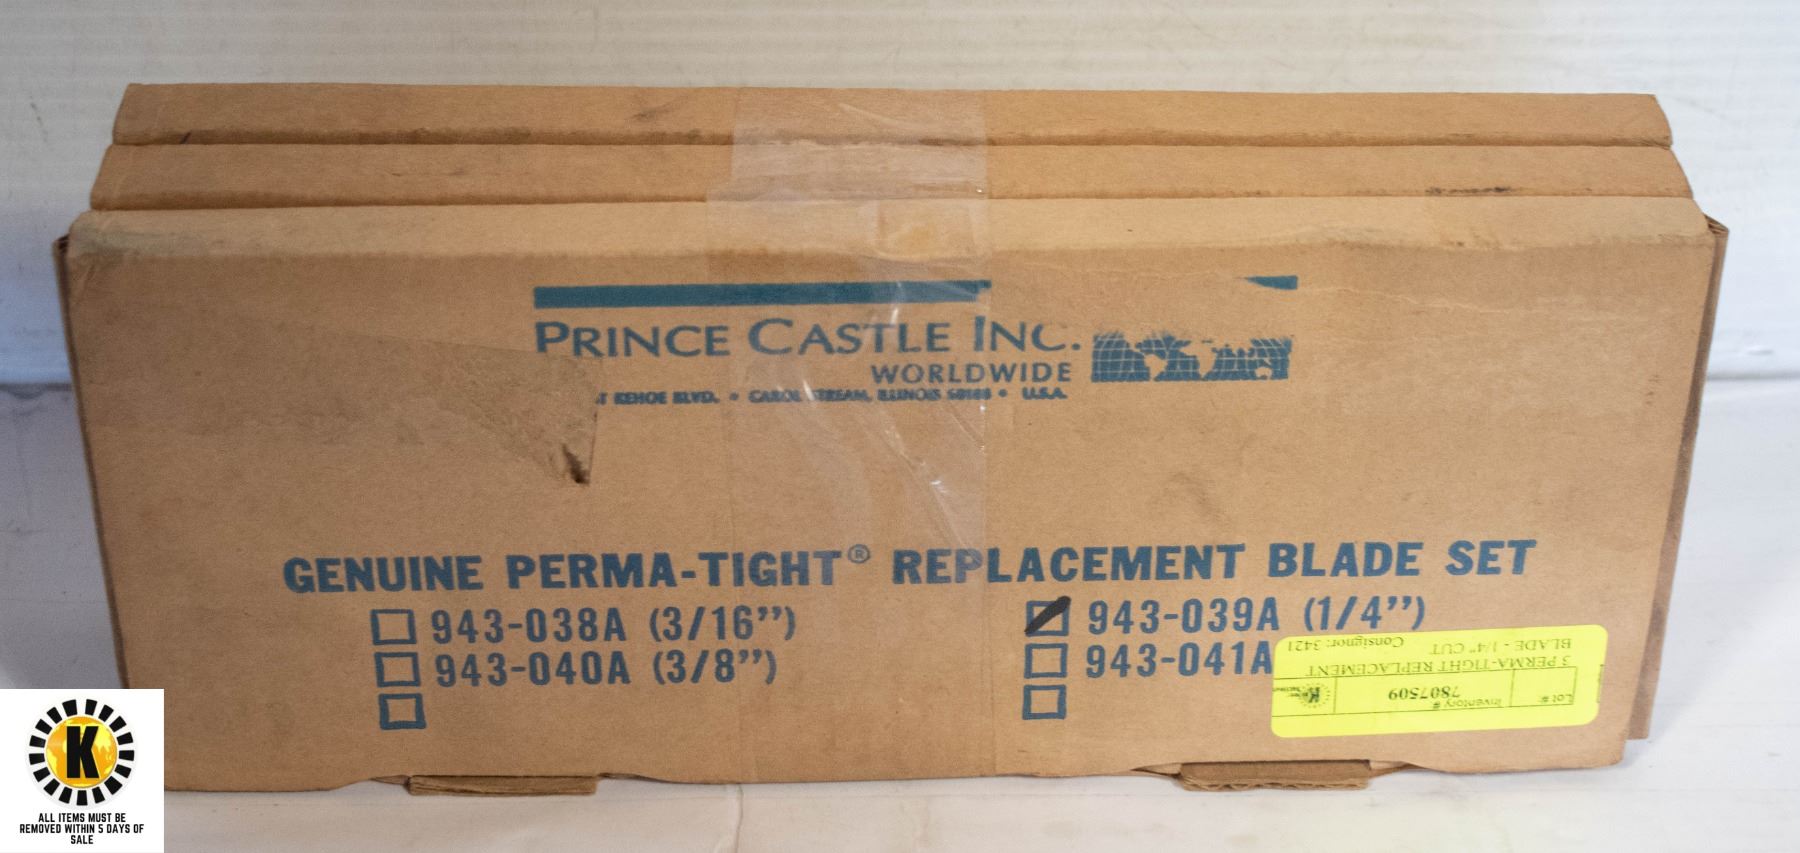 PRINCE CASTLE INC.
WORLDWIDE
KEHOE BLVD. • CAROL STREAM, ILLINOIS 60188 • U.S.A.
GENUINE PERMA-TIGHT® REPLACEMENT BLADE SET
943-038A (3/16”) 943-039A (1/4”)
943-040A (3/8”) 943-041A
Lot # Inventory #
7807509
3 PERMA-TIGHT REPLACEMENT
BLADE - 1/4" CUT
Consignor: 3421
K
ALL ITEMS MUST BE
REMOVED WITHIN 5 DAYS OF
SALE